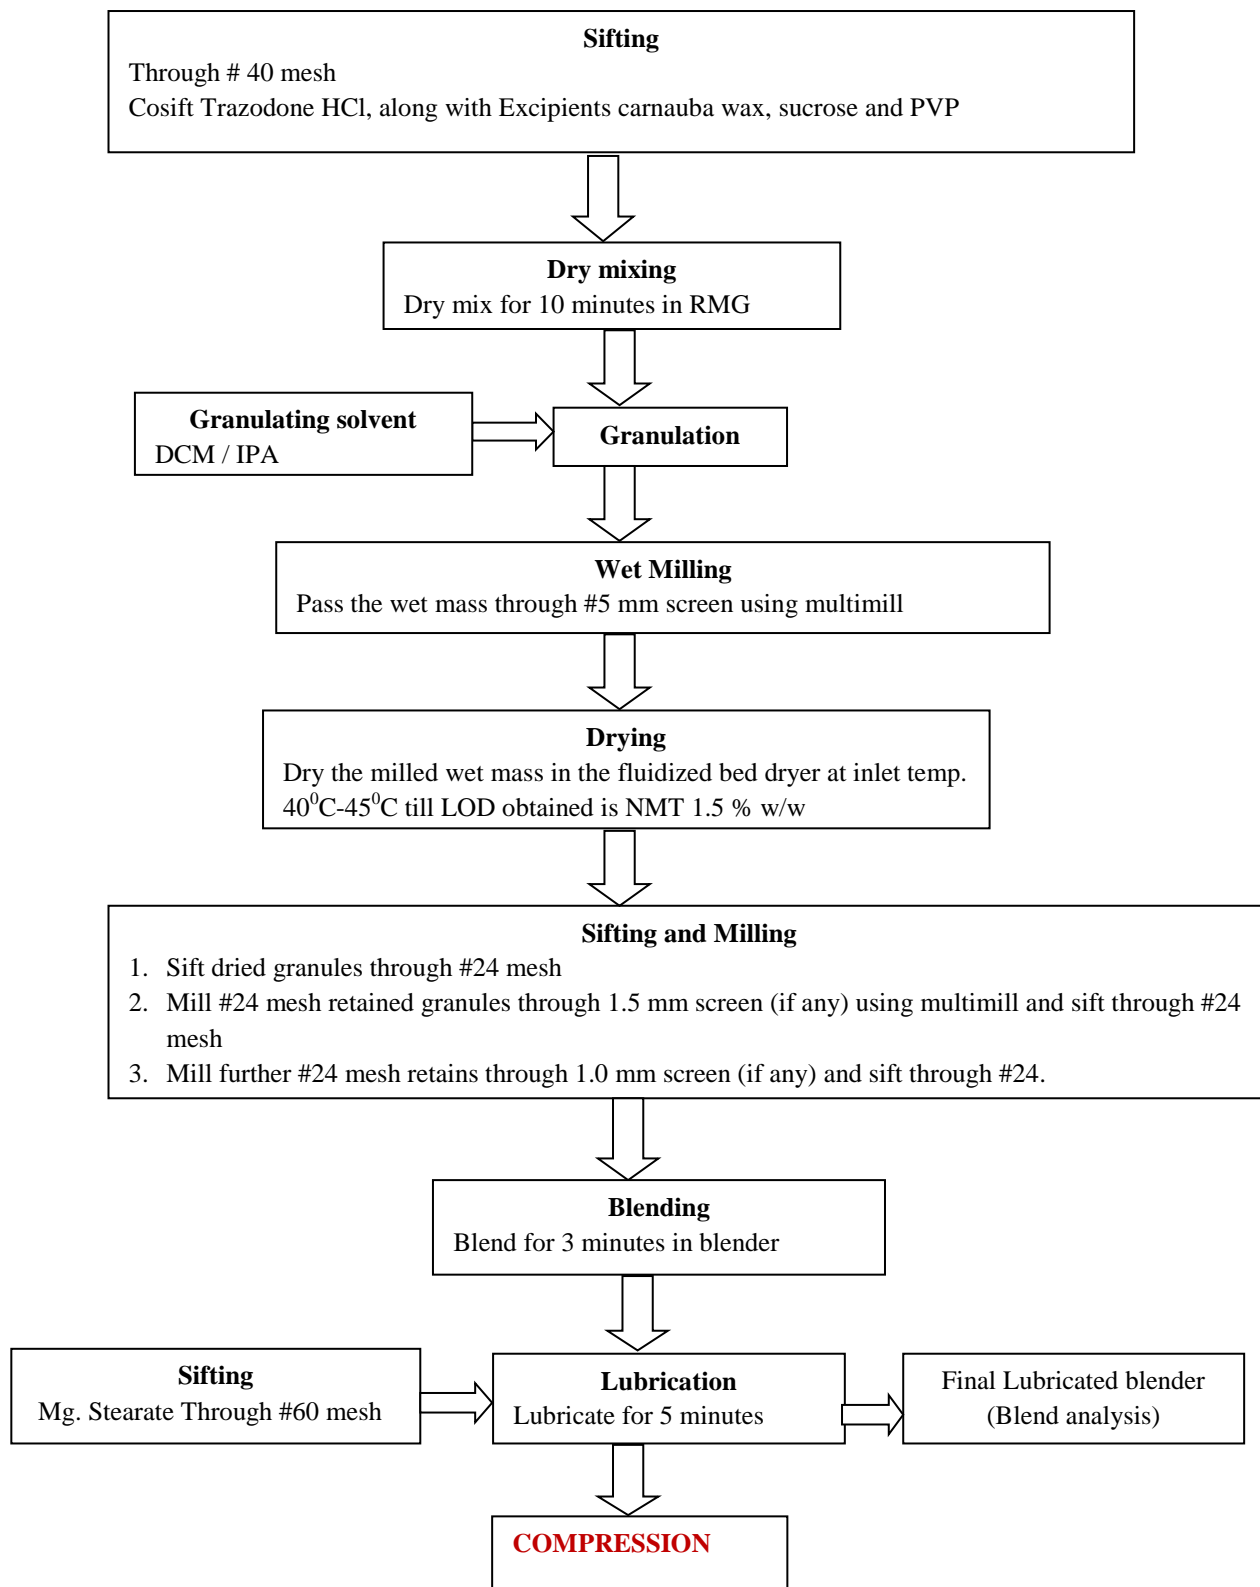 Sifting
Through # 40 mesh
Cosift Trazodone HCl, along with Excipients carnauba wax, sucrose and PVP
Dry mixing
Dry mix for 10 minutes in RMG
Granulating solvent
DCM / IPA
Granulation
Wet Milling
Pass the wet mass through #5 mm screen using multimill
Drying
Dry the milled wet mass in the fluidized bed dryer at inlet temp.
40⁰C-45⁰C till LOD obtained is NMT 1.5 % w/w
Sifting and Milling
1. Sift dried granules through #24 mesh
2. Mill #24 mesh retained granules through 1.5 mm screen (if any) using multimill and sift through #24
mesh
3. Mill further #24 mesh retains through 1.0 mm screen (if any) and sift through #24.
Blending
Blend for 3 minutes in blender
Sifting
Mg. Stearate Through #60 mesh
Lubrication
Lubricate for 5 minutes
Final Lubricated blender
(Blend analysis)
COMPRESSION